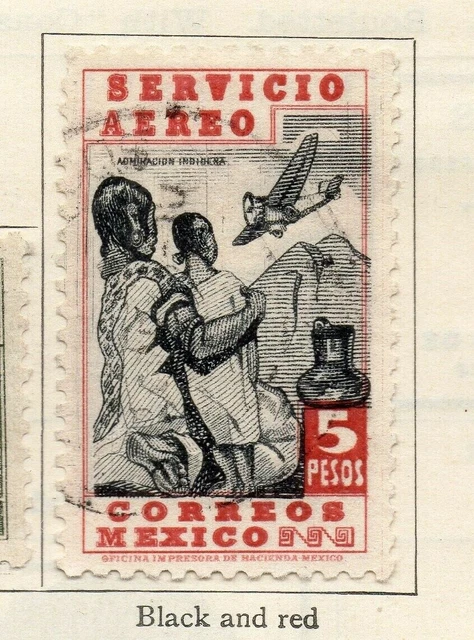 SERVICIO
AEREO
ADMIRACION INDIGENA
5
PESOS
CORREOS
MEXICO
OFICINA IMPRESORA DE HACIENDA-MEXICO.
Black and red